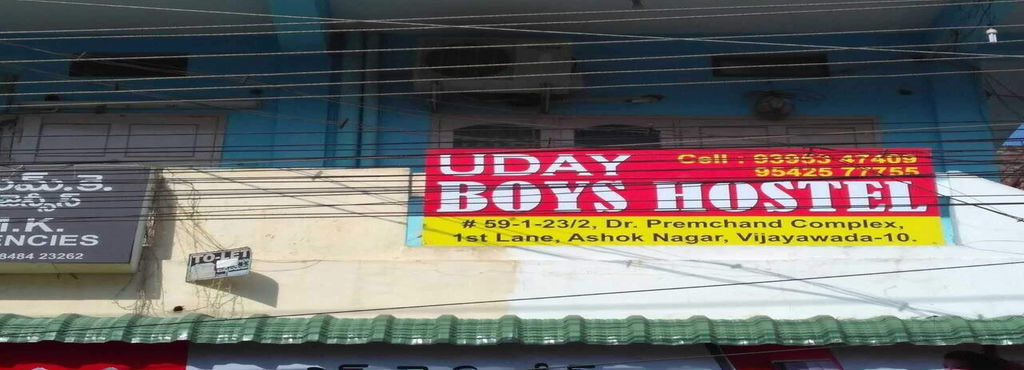 .ఎమ్.కె.
.K.
ENCIES
8484 23262
TO-LET
UDAY
BOYS HOSTEL
Cell : 93953 47409
95425 77755
# 59-1-23/2, Dr. Premchand Complex,
1st Lane, Ashok Nagar, Vijayawada-10.